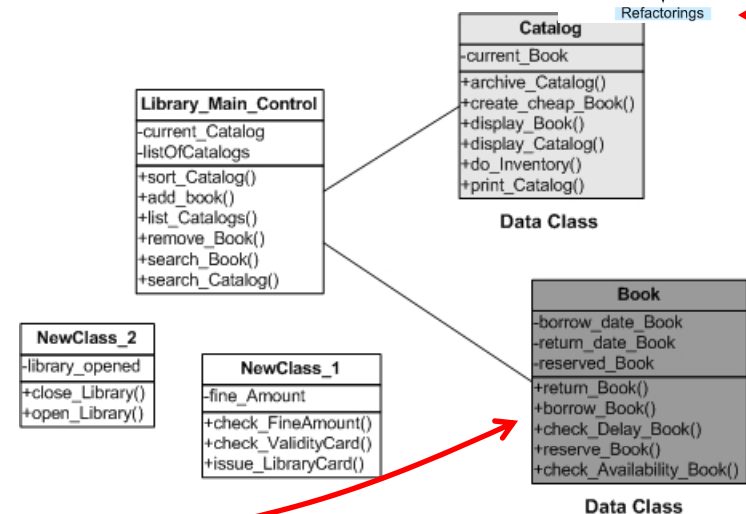 Refactorings
Catalog
-current_Book
+archive_Catalog()
+create_cheap_Book()
+display_Book()
+display_Catalog()
+do_Inventory()
+print_Catalog()
Data Class
Library_Main_Control
-current_Catalog
-listOfCatalogs
+sort_Catalog()
+add_book()
+list_Catalogs()
+remove_Book()
+search_Book()
+search_Catalog()
Book
-borrow_date_Book
-return_date_Book
-reserved_Book
+return_Book()
+borrow_Book()
+check_Delay_Book()
+reserve_Book()
+check_Availability_Book()
Data Class
NewClass_2
-library_opened
+close_Library()
+open_Library()
NewClass_1
-fine_Amount
+check_FineAmount()
+check_ValidityCard()
+issue_LibraryCard()